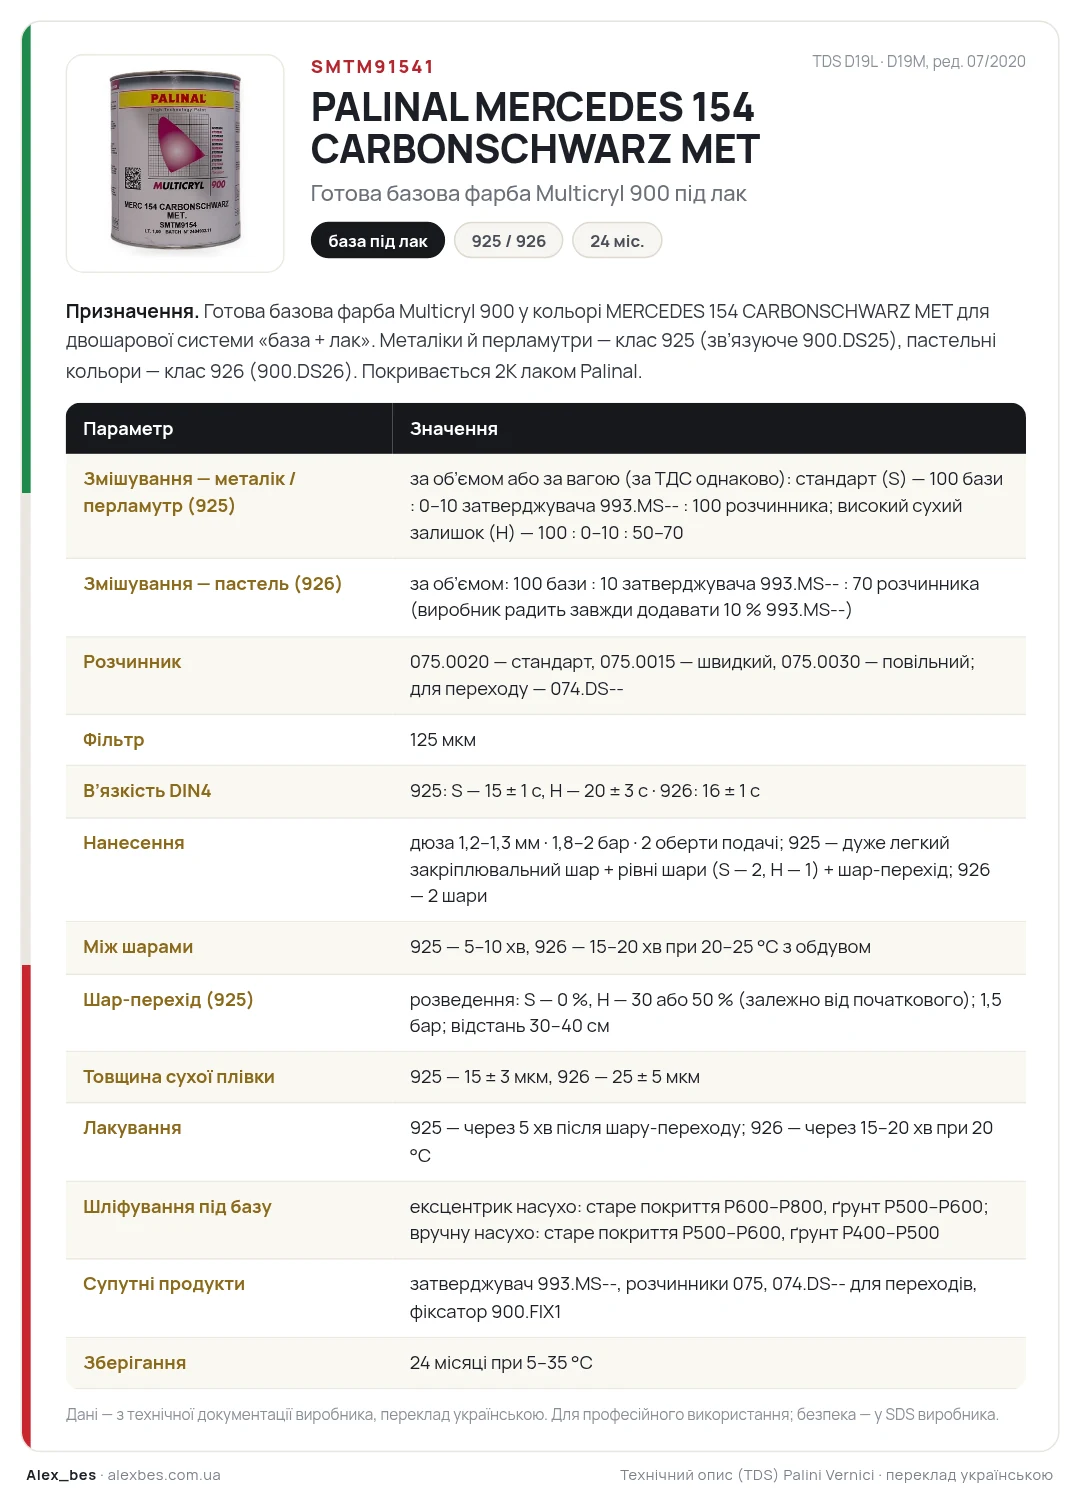 TDS D19L · D19M, ред. 07/2020
SMTM91541
PALINAL MERCEDES 154
CARBONSCHWARZ MET
Готова базова фарба Multicryl 900 під лак
база під лак
925 / 926
24 міс.
PALINAL
High-Technology Paint
MULTICRYL 900
MERC 154 CARBONSCHWARZ
MET.
SMTM9154
Призначення. Готова базова фарба Multicryl 900 у кольорі MERCEDES 154 CARBONSCHWARZ MET для
двошарової системи «база + лак». Металіки й перламутри — клас 925 (зв’язуюче 900.DS25), пастельні
кольори — клас 926 (900.DS26). Покривається 2К лаком Palinal.
Параметр
Значення
Змішування — металік /
перламутр (925)
за об’ємом або за вагою (за ТДС однаково): стандарт (S) — 100 бази
: 0–10 затверджувача 993.MS-- : 100 розчинника; високий сухий
залишок (H) — 100 : 0–10 : 50–70
Змішування — пастель (926)
за об’ємом: 100 бази : 10 затверджувача 993.MS-- : 70 розчинника
(виробник радить завжди додавати 10 % 993.MS--)
Розчинник
075.0020 — стандарт, 075.0015 — швидкий, 075.0030 — повільний;
для переходу — 074.DS--
Фільтр
125 мкм
В’язкість DIN4
925: S — 15 ± 1 с, H — 20 ± 3 с · 926: 16 ± 1 с
Нанесення
дюза 1,2–1,3 мм · 1,8–2 бар · 2 оберти подачі; 925 — дуже легкий
закріплювальний шар + рівні шари (S — 2, H — 1) + шар-перехід; 926
— 2 шари
Між шарами
925 — 5–10 хв, 926 — 15–20 хв при 20–25 °C з обдувом
Шар-перехід (925)
розведення: S — 0 %, H — 30 або 50 % (залежно від початкового); 1,5
бар; відстань 30–40 см
Товщина сухої плівки
925 — 15 ± 3 мкм, 926 — 25 ± 5 мкм
Лакування
925 — через 5 хв після шару-переходу; 926 — через 15–20 хв при 20
°C
Шліфування під базу
ексцентрик насухо: старе покриття P600–P800, ґрунт P500–P600;
вручну насухо: старе покриття P500–P600, ґрунт P400–P500
Супутні продукти
затверджувач 993.MS--, розчинники 075, 074.DS-- для переходів,
фіксатор 900.FIX1
Зберігання
24 місяці при 5–35 °C
Дані — з технічної документації виробника, переклад українською. Для професійного використання; безпека — у SDS виробника.
Alex_bes · alexbes.com.ua
Технічний опис (TDS) Palini Vernici · переклад українською